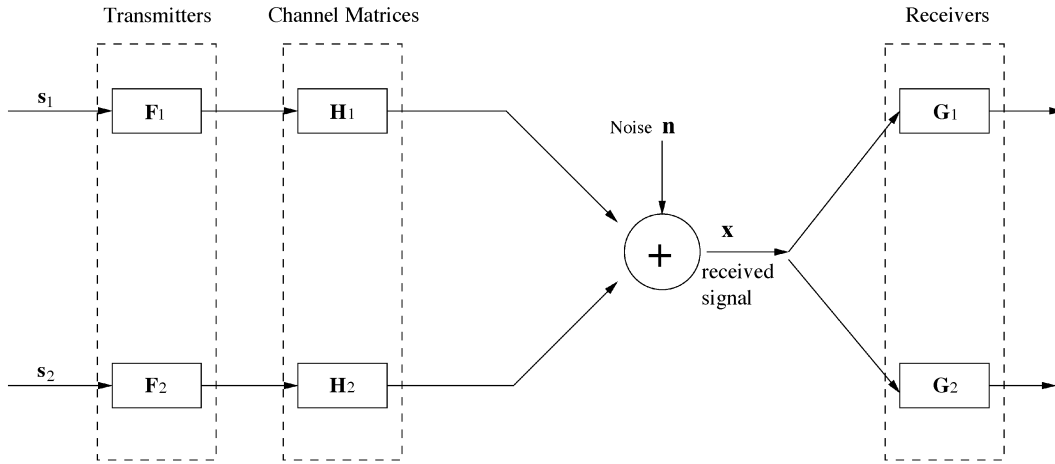 Transmitters
Channel Matrices
Receivers
s1
F1
H1
Noise n
G1
+
x
received
signal
s2
F2
H2
G2